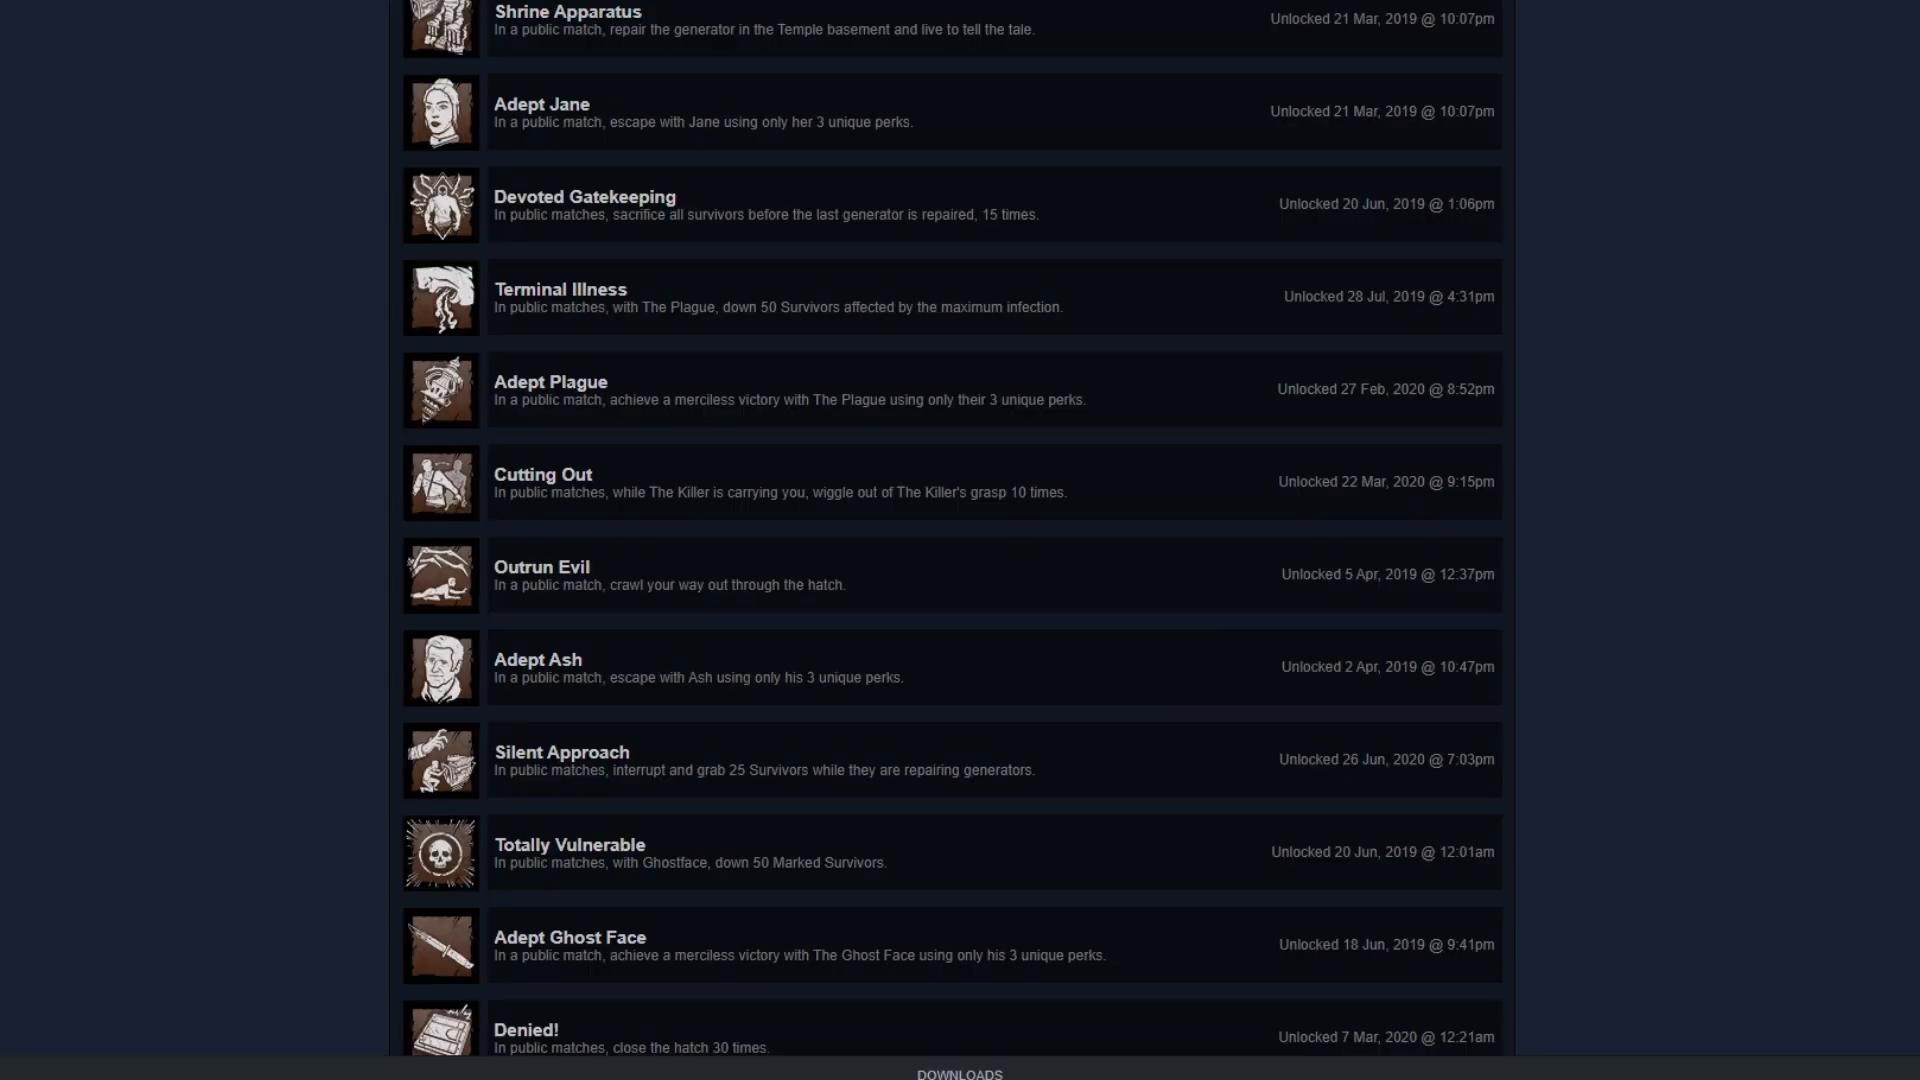 Shrine Apparatus
In a public match, repair the generator in the Temple basement and live to tell the tale.
Unlocked 21 Mar, 2019 @ 10:07pm
Adept Jane
In a public match, escape with Jane using only her 3 unique perks.
Unlocked 21 Mar, 2019 @ 10:07pm
Devoted Gatekeeping
In public matches, sacrifice all survivors before the last generator is repaired, 15 times.
Unlocked 20 Jun, 2019 @ 1:06pm
Terminal Illness
In public matches, with The Plague, down 50 Survivors affected by the maximum infection.
Unlocked 28 Jul, 2019 @ 4:31pm
Adept Plague
In a public match, achieve a merciless victory with The Plague using only their 3 unique perks.
Unlocked 27 Feb, 2020 @ 8:52pm
Cutting Out
In public matches, while The Killer is carrying you, wiggle out of The Killer's grasp 10 times.
Unlocked 22 Mar, 2020 @ 9:15pm
Outrun Evil
In a public match, crawl your way out through the hatch.
Unlocked 5 Apr, 2019 @ 12:37pm
Adept Ash
In a public match, escape with Ash using only his 3 unique perks.
Unlocked 2 Apr, 2019 @ 10:47pm
Silent Approach
In public matches, interrupt and grab 25 Survivors while they are repairing generators.
Unlocked 26 Jun, 2020 @ 7:03pm
Totally Vulnerable
In public matches, with Ghostface, down 50 Marked Survivors.
Unlocked 20 Jun, 2019 @ 12:01am
Adept Ghost Face
In a public match, achieve a merciless victory with The Ghost Face using only his 3 unique perks.
Unlocked 18 Jun, 2019 @ 9:41pm
Denied!
In public matches, close the hatch 30 times.
Unlocked 7 Mar, 2020 @ 12:21am
DOWNLOADS